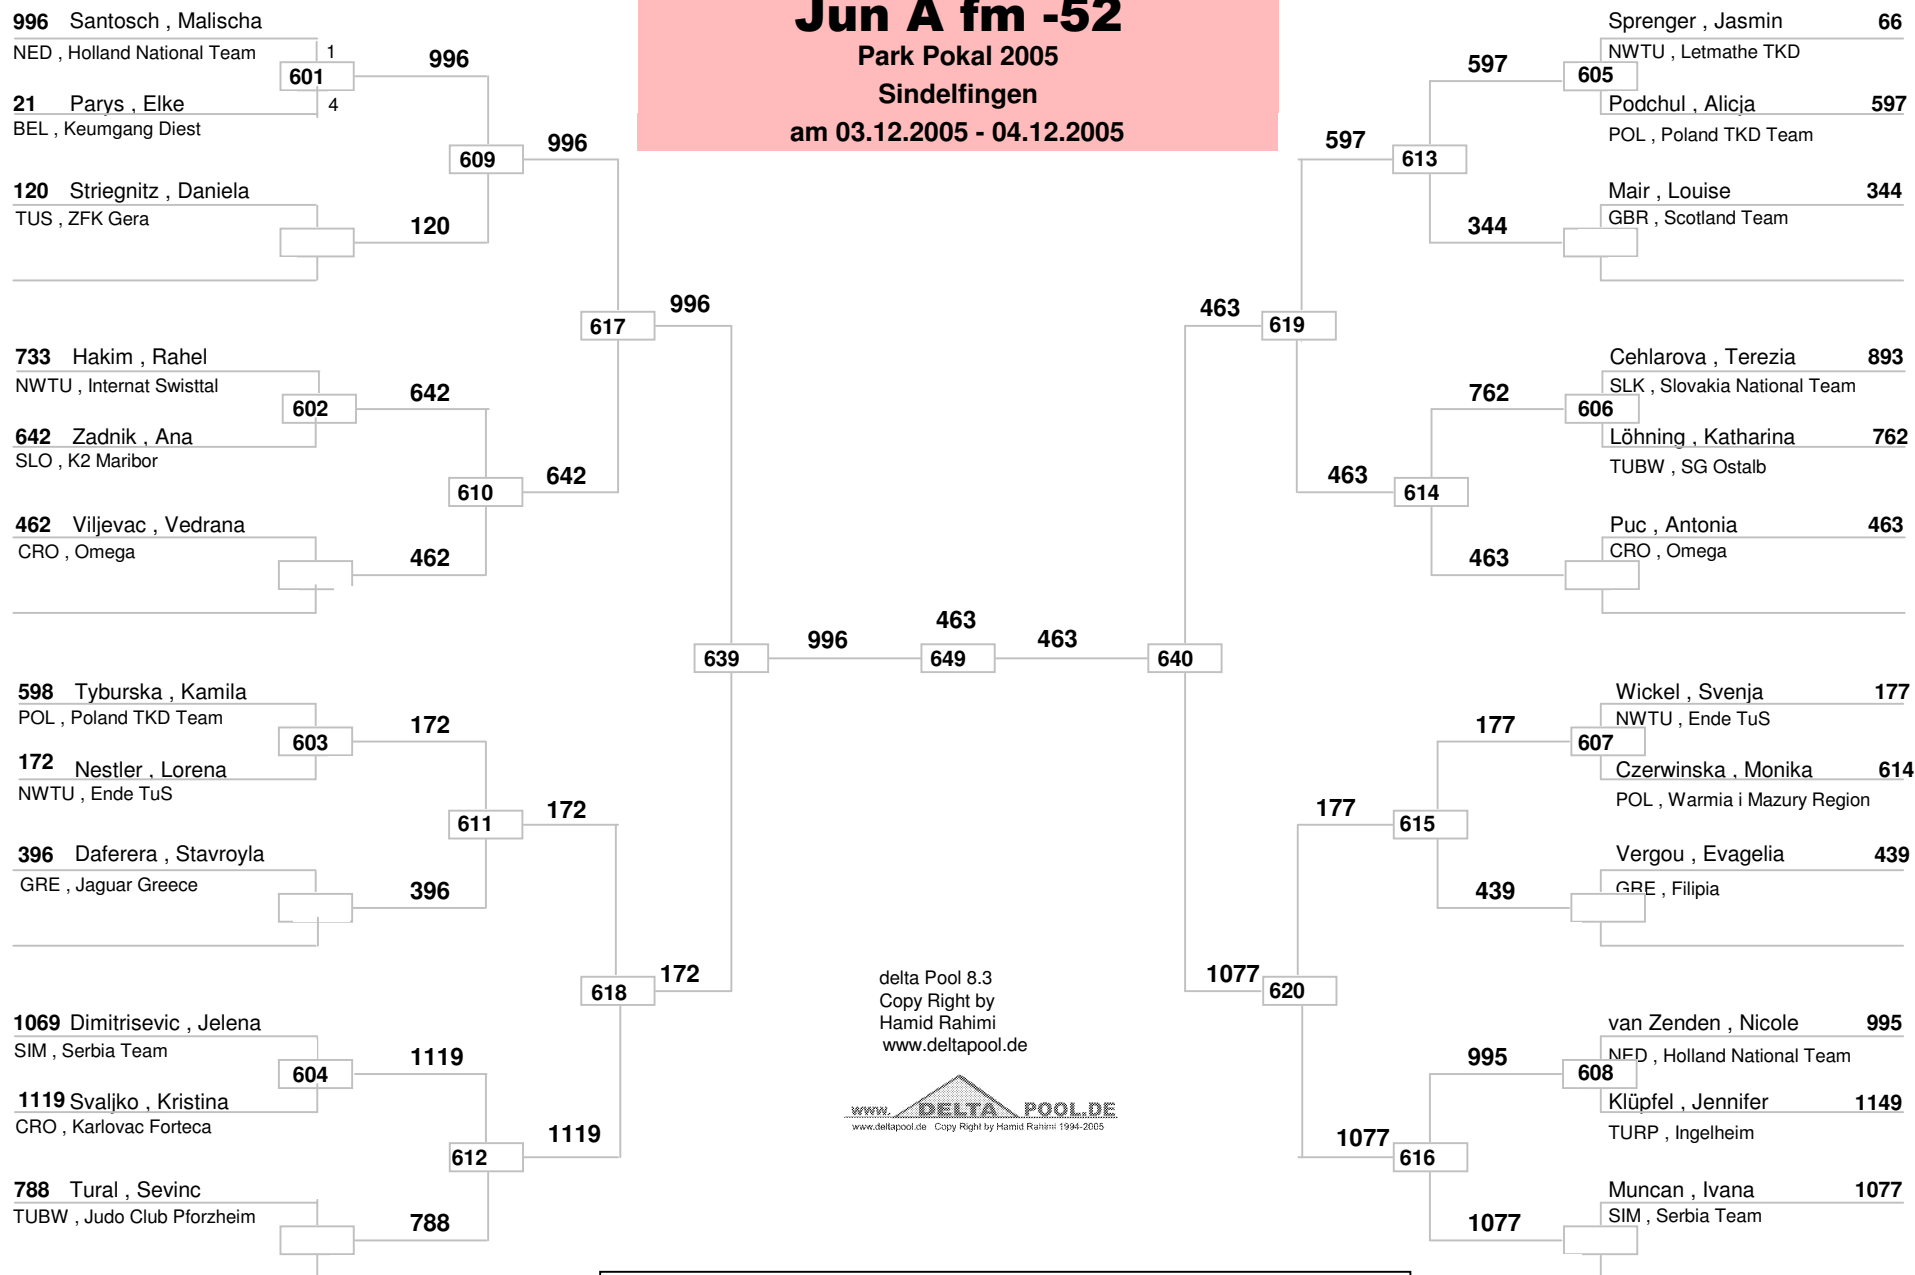 Jun A fm -52
Park Pokal 2005
Sindelfingen
am 03.12.2005 - 04.12.2005
996 Santosch , Malischa
NED , Holland National Team
1
601
996
21 Parys , Elke
4
BEL , Keumgang Diest
609
996
120 Striegnitz , Daniela
TUS , ZFK Gera
120
617
996
733 Hakim , Rahel
NWTU , Internat Swisttal
602
642
642 Zadnik , Ana
SLO , K2 Maribor
610
642
462 Viljevac , Vedrana
CRO , Omega
462
639
996
463
649
463
640
598 Tyburska , Kamila
POL , Poland TKD Team
603
172
172 Nestler , Lorena
NWTU , Ende TuS
611
172
396 Daferera , Stavroyla
GRE , Jaguar Greece
396
618
172
1069 Dimitrisevic , Jelena
SIM , Serbia Team
604
1119
1119 Svaljko , Kristina
CRO , Karlovac Forteca
612
1119
788 Tural , Sevinc
TUBW , Judo Club Pforzheim
788
Sprenger , Jasmin 66
NWTU , Letmathe TKD
597
605
Podchul , Alicja 597
POL , Poland TKD Team
597
613
Mair , Louise 344
GBR , Scotland Team
344
463
619
Cehlarova , Terezia 893
SLK , Slovakia National Team
762
606
Löhning , Katharina 762
TUBW , SG Ostalb
463
614
Puc , Antonia 463
CRO , Omega
463
Wickel , Svenja 177
NWTU , Ende TuS
177
607
Czerwinska , Monika 614
POL , Warmia i Mazury Region
177
615
Vergou , Evagelia 439
GRE , Filipia
439
1077
620
van Zenden , Nicole 995
NED , Holland National Team
995
608
Klüpfel , Jennifer 1149
TURP , Ingelheim
1077
616
Muncan , Ivana 1077
SIM , Serbia Team
1077
delta Pool 8.3
Copy Right by
Hamid Rahimi
www.deltapool.de
www. DELTA POOL.DE
www.deltapool.de Copy Right by Hamid Rahimi 1994-2005